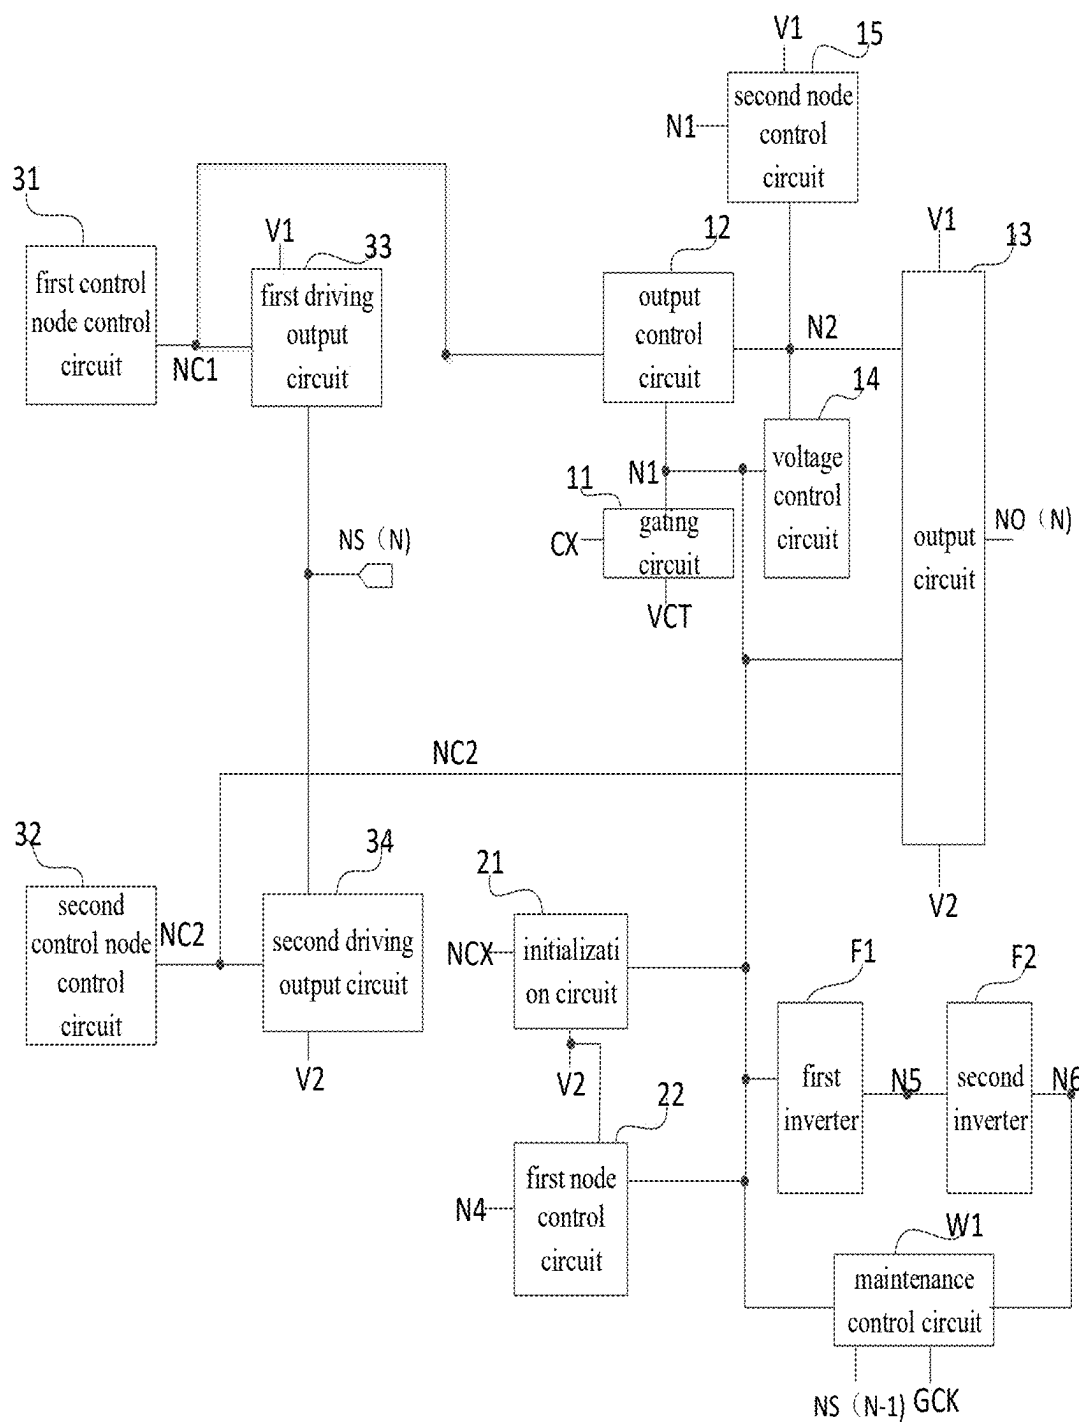 V1
15
second node
control
circuit
N1
31
first control
node control
circuit
NC1
V1
33
first driving
output
circuit
12
output
control
circuit
N2
V1
13
14
voltage
control
circuit
N1
11
gating
circuit
CX
VCT
output
circuit
NO（N）
NS（N）
NC2
32
second
control node
control
circuit
NC2
34
second driving
output circuit
V2
21
NCX
initializati
on circuit
V2
V2
F1
first
inverter
N5
F2
second
inverter
N6
22
N4
first node
control
circuit
W1
maintenance
control circuit
NS（N-1）
GCK